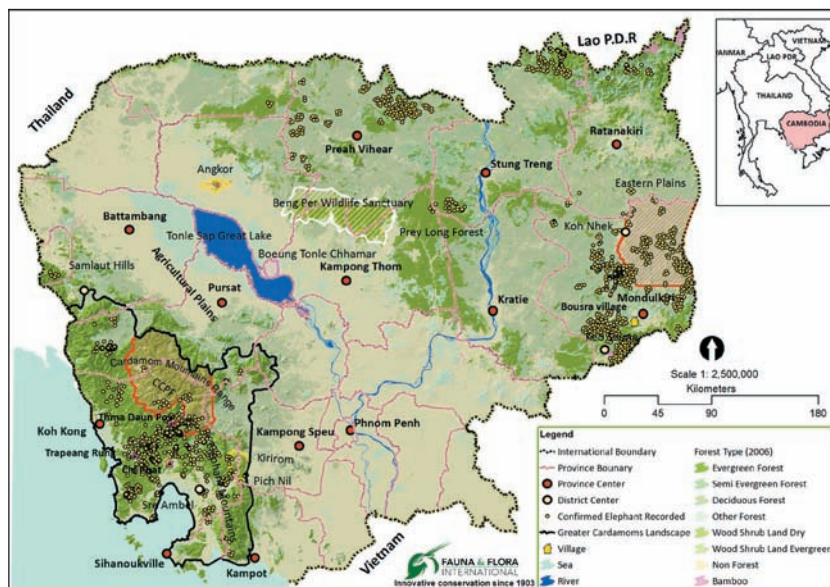 Lao P.D.R
Thailand
VIETNAM
LAO PDR
THAILAND
CAMBODIA
Ratanakiri
Preah Vihear
Stung Treng
Angkor
Eastern Plains
Beng Per Wildlife Sanctuary
Battambang
Koh Nhek
Prey Long Forest
Tonle Sap Great Lake
Boeung Tonle Chhamar
Samlaut Hills
Agricultural Plains
Kampong Thom
Pursat
Kratie
Bousra village
Mondulkiri
Cardamom Mountains Range
CCPF
Scale 1: 2,500,000
Kilometers
0 45 90 180
Thma Daun Pov
Koh Kong
Phnom Penh
Kampong Speu
Trapeang Rung
Chi Phat
Kirirom
Pich Nil
Sre Ambel
Sihanoukville
Kampot
Vietnam
FAUNA & FLORA
INTERNATIONAL
Innovative conservation since 1903
Legend
International Boundary
Province Bounary
Province Center
District Center
Confirmed Elephant Recorded
Greater Cardamoms Landscape
Village
Sea
River
Forest Type (2006)
Evergreen Forest
Semi Evergreen Forest
Deciduous Forest
Other Forest
Wood Shrub Land Dry
Wood Shrub Land Evergreen
Non Forest
Bamboo